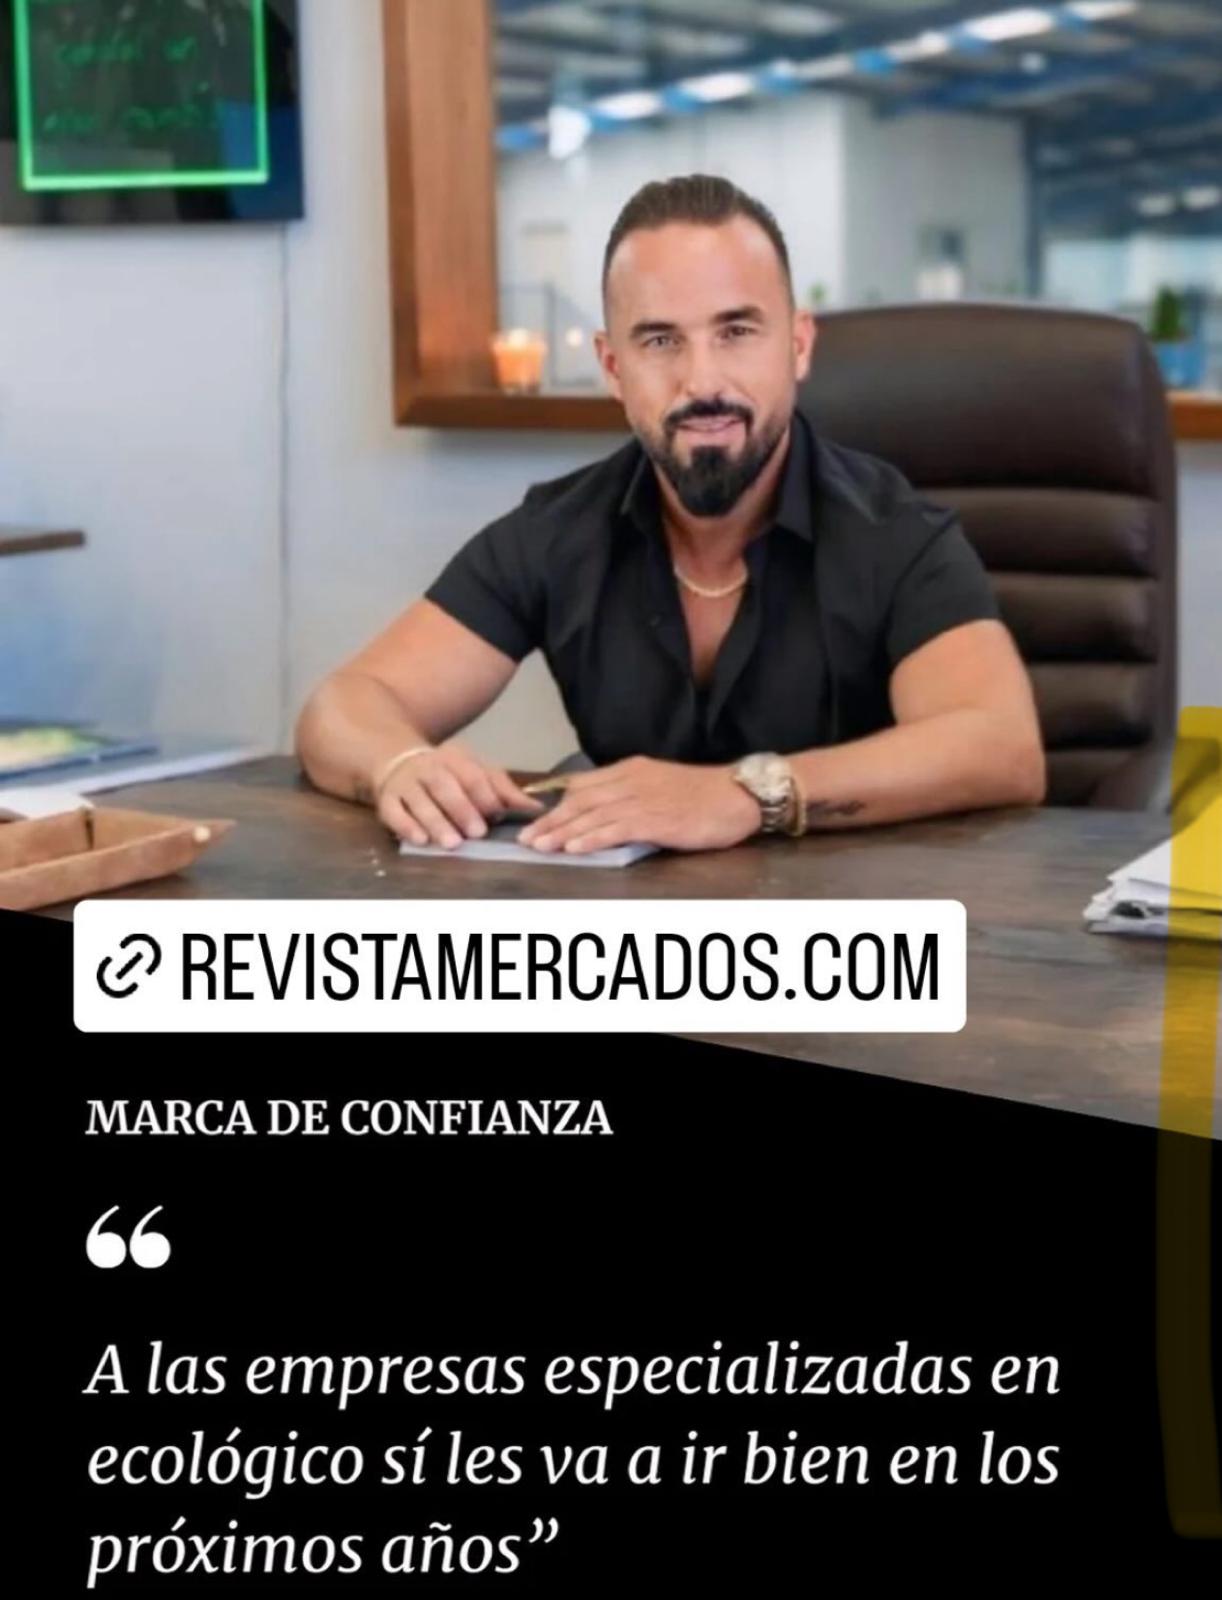 REVISTAMERCADOS.COM
MARCA DE CONFIANZA
“
A las empresas especializadas en
ecológico sí les va a ir bien en los
próximos años”